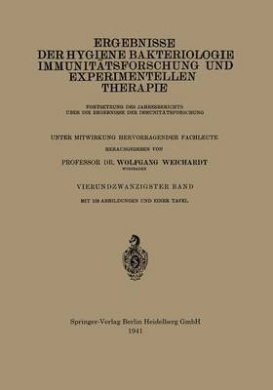 ERGEBNISSE
DER HYGIENE BAKTERIOLOGIE
IMMUNITÄTSFORSCHUNG UND
EXPERIMENTELLEN
THERAPIE
FORTSETZUNG DES JAHRESBERICHTS
ÜBER DIE ERGEBNISSE DER IMMUNITÄTSFORSCHUNG
UNTER MITWIRKUNG HERVORRAGENDER FACHLEUTE
HERAUSGEGEBEN VON
PROFESSOR DR. WOLFGANG WEICHARDT
WIESBADEN
VIERUNDZWANZIGSTER BAND
MIT ABBILDUNGEN UND EINER TAFEL
Springer-Verlag Berlin Heidelberg GmbH
1941